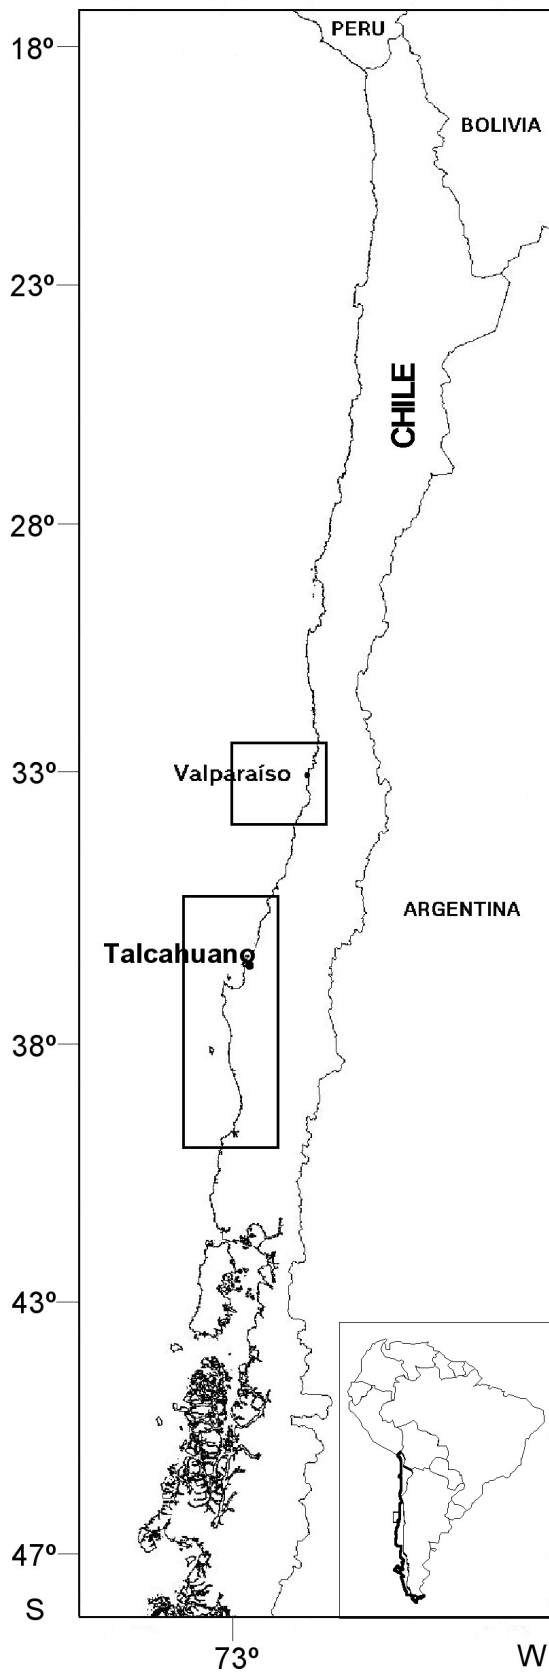 PERU
18º
BOLIVIA
23º
CHILE
28º
Valparaíso
33º
ARGENTINA
Talcahuano
38º
43º
47º
S
73º
W